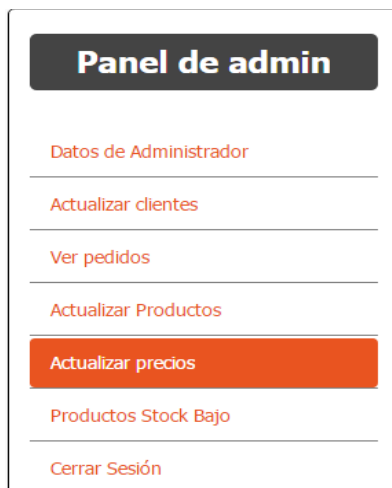 Panel de admin
Datos de Administrador
Actualizar clientes
Ver pedidos
Actualizar Productos
Actualizar precios
Productos Stock Bajo
Cerrar Sesión